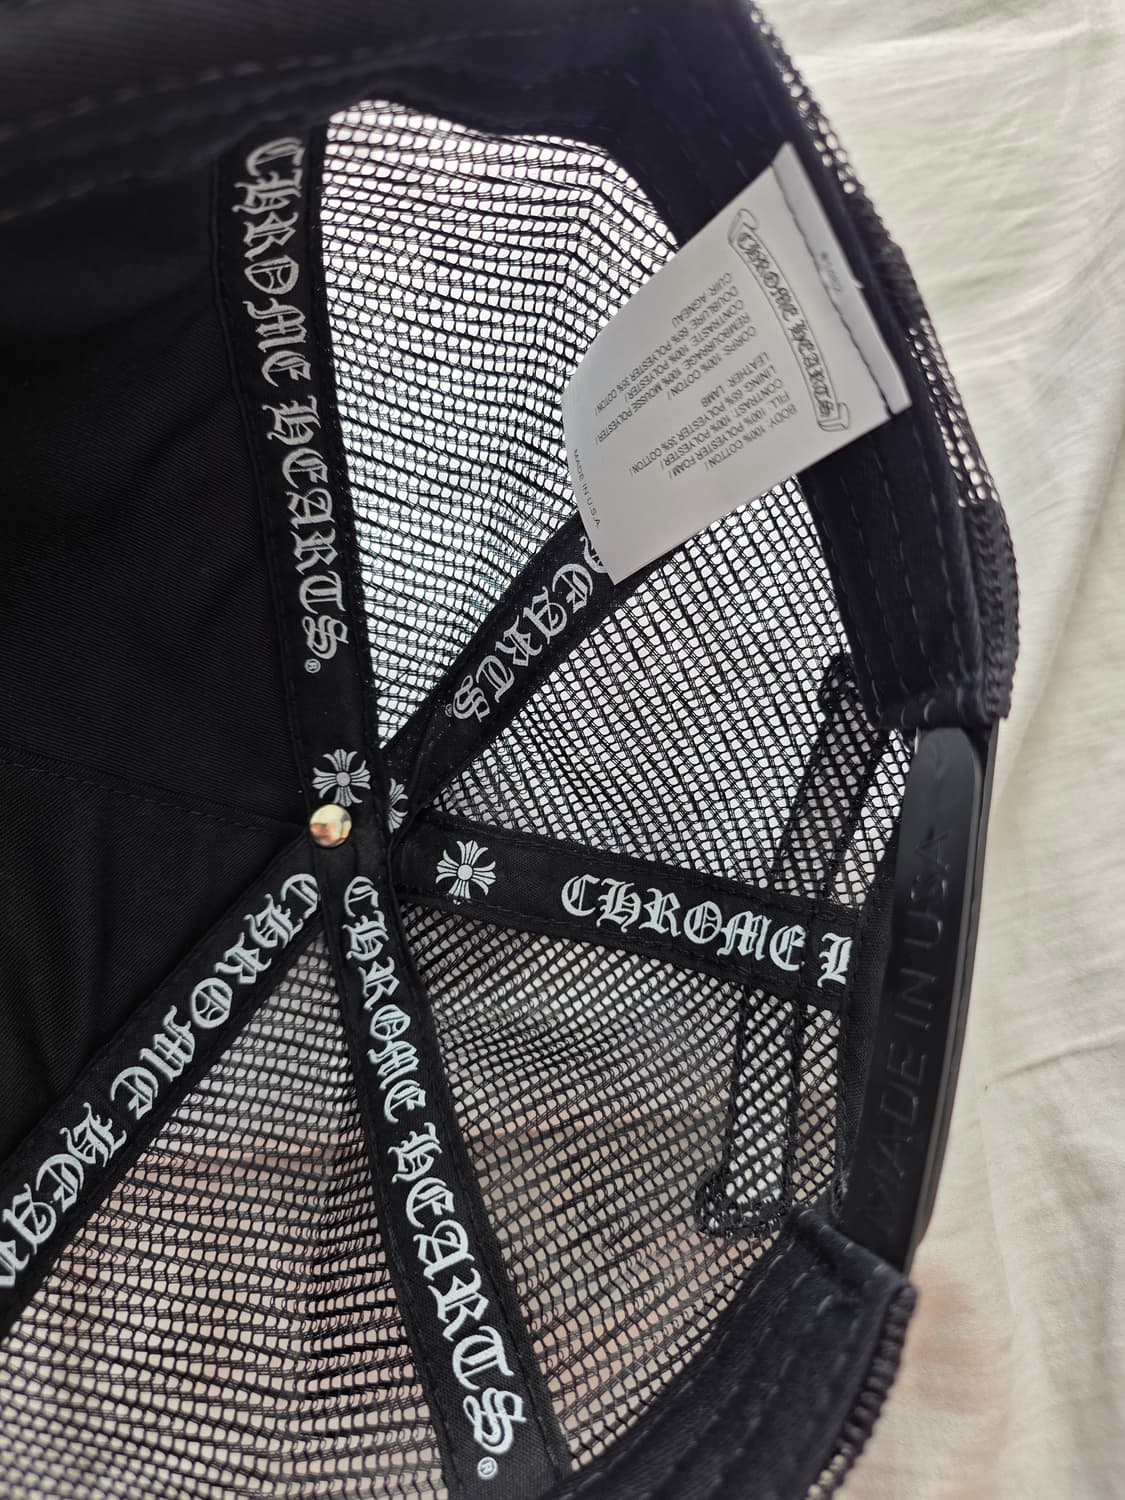 CHROME HEARTS®
HEARTS®
CHROME
CHROME HEAR
CHROME HEARTS®
CHROME HEARTS
BODY: 100% COTTON /
FILL: 100% POLYESTER FOAM /
CONTRAST: 100% POLYESTER /
LINING: 65% POLYESTER 35% COTTON /
LEATHER: LAMB
CORPS: 100% COTON /
REMBOURRAGE: 100% MOUSSE POLYESTER /
CONTRASTE: 100% POLYESTER /
DOUBLURE: 65% POLYESTER 35% COTON /
CUIR: AGNEAU
MADE IN U.S.A.
MADE IN USA